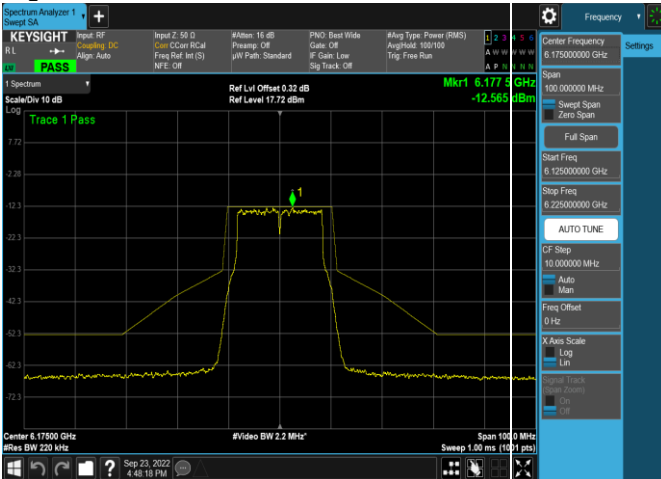 Spectrum Analyzer 1
Swept SA
Frequency
KEYSIGHT
RL
PASS
Input: RF
Coupling: DC
Align: Auto
Input Z: 50 Ω
Corr CCorr RCal
Freq Ref: Int (S)
NFE: Off
#Atten: 16 dB
Preamp: Off
µW Path: Standard
PNO: Best Wide
Gate: Off
IF Gain: Low
Sig Track: Off
#Avg Type: Power (RMS)
Avg|Hold: 100/100
Trig: Free Run
1 2 3 4 5 6
A W W W W W
A P N N N N
1 Spectrum
Scale/Div 10 dB
Log
Ref Lvl Offset 0.32 dB
Ref Level 17.72 dBm
Mkr1 6.177 5 GHz
-12.565 dBm
Trace 1 Pass
7.72
-2.28
-12.3
-22.3
-32.3
-42.3
-52.3
-62.3
-72.3
1
Center 6.17500 GHz
#Res BW 220 kHz
#Video BW 2.2 MHz*
Span 100.0 MHz
Sweep 1.00 ms (1001 pts)
Sep 23, 2022
4:48:18 PM
Settings
Center Frequency
6.175000000 GHz
Span
100.000000 MHz
Swept Span
Zero Span
Full Span
Start Freq
6.125000000 GHz
Stop Freq
6.225000000 GHz
AUTO TUNE
CF Step
10.000000 MHz
Auto
Man
Freq Offset
0 Hz
X Axis Scale
Log
Lin
Signal Track
(Span Zoom)
On
Off